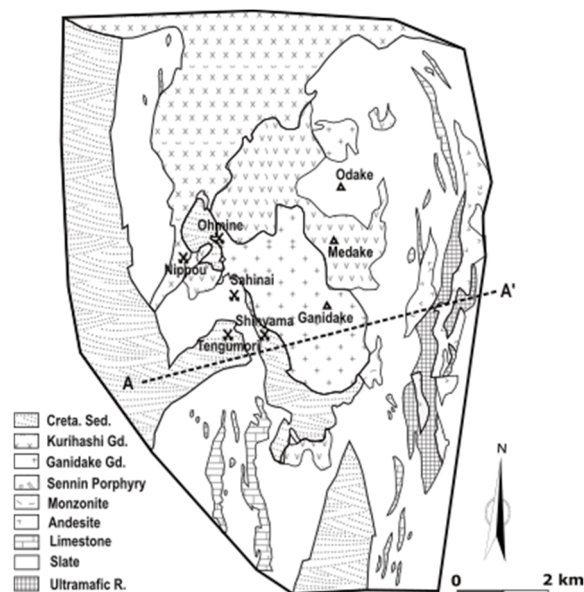 Odake
Ohmine
Medake
Nippou
Sahinai
A'
Shinyama
Ganidake
Tengumori
A
Creta. Sed.
Kurihashi Gd.
Ganidake Gd.
Sennin Porphyry
Monzonite
Andesite
Limestone
Slate
Ultramafic R.
N
0 2 km